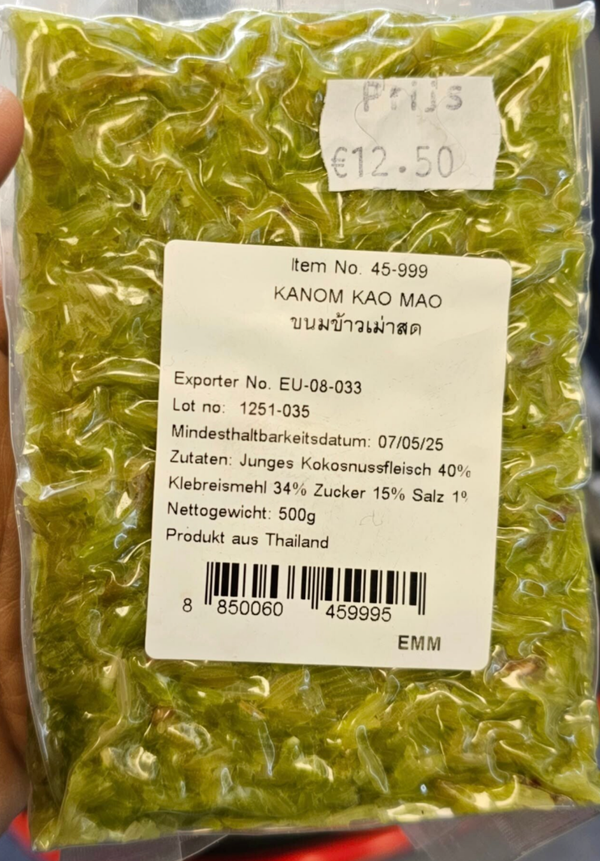 Prijs
€12.50
Item No. 45-999
KANOM KAO MAO
ขนมข้าวเม่าสด
Exporter No. EU-08-033
Lot no: 1251-035
Mindesthaltbarkeitsdatum: 07/05/25
Zutaten: Junges Kokosnussfleisch 40%
Klebreismehl 34% Zucker 15% Salz 1%
Nettogewicht: 500g
Produkt aus Thailand
8 850060 459995
EMM